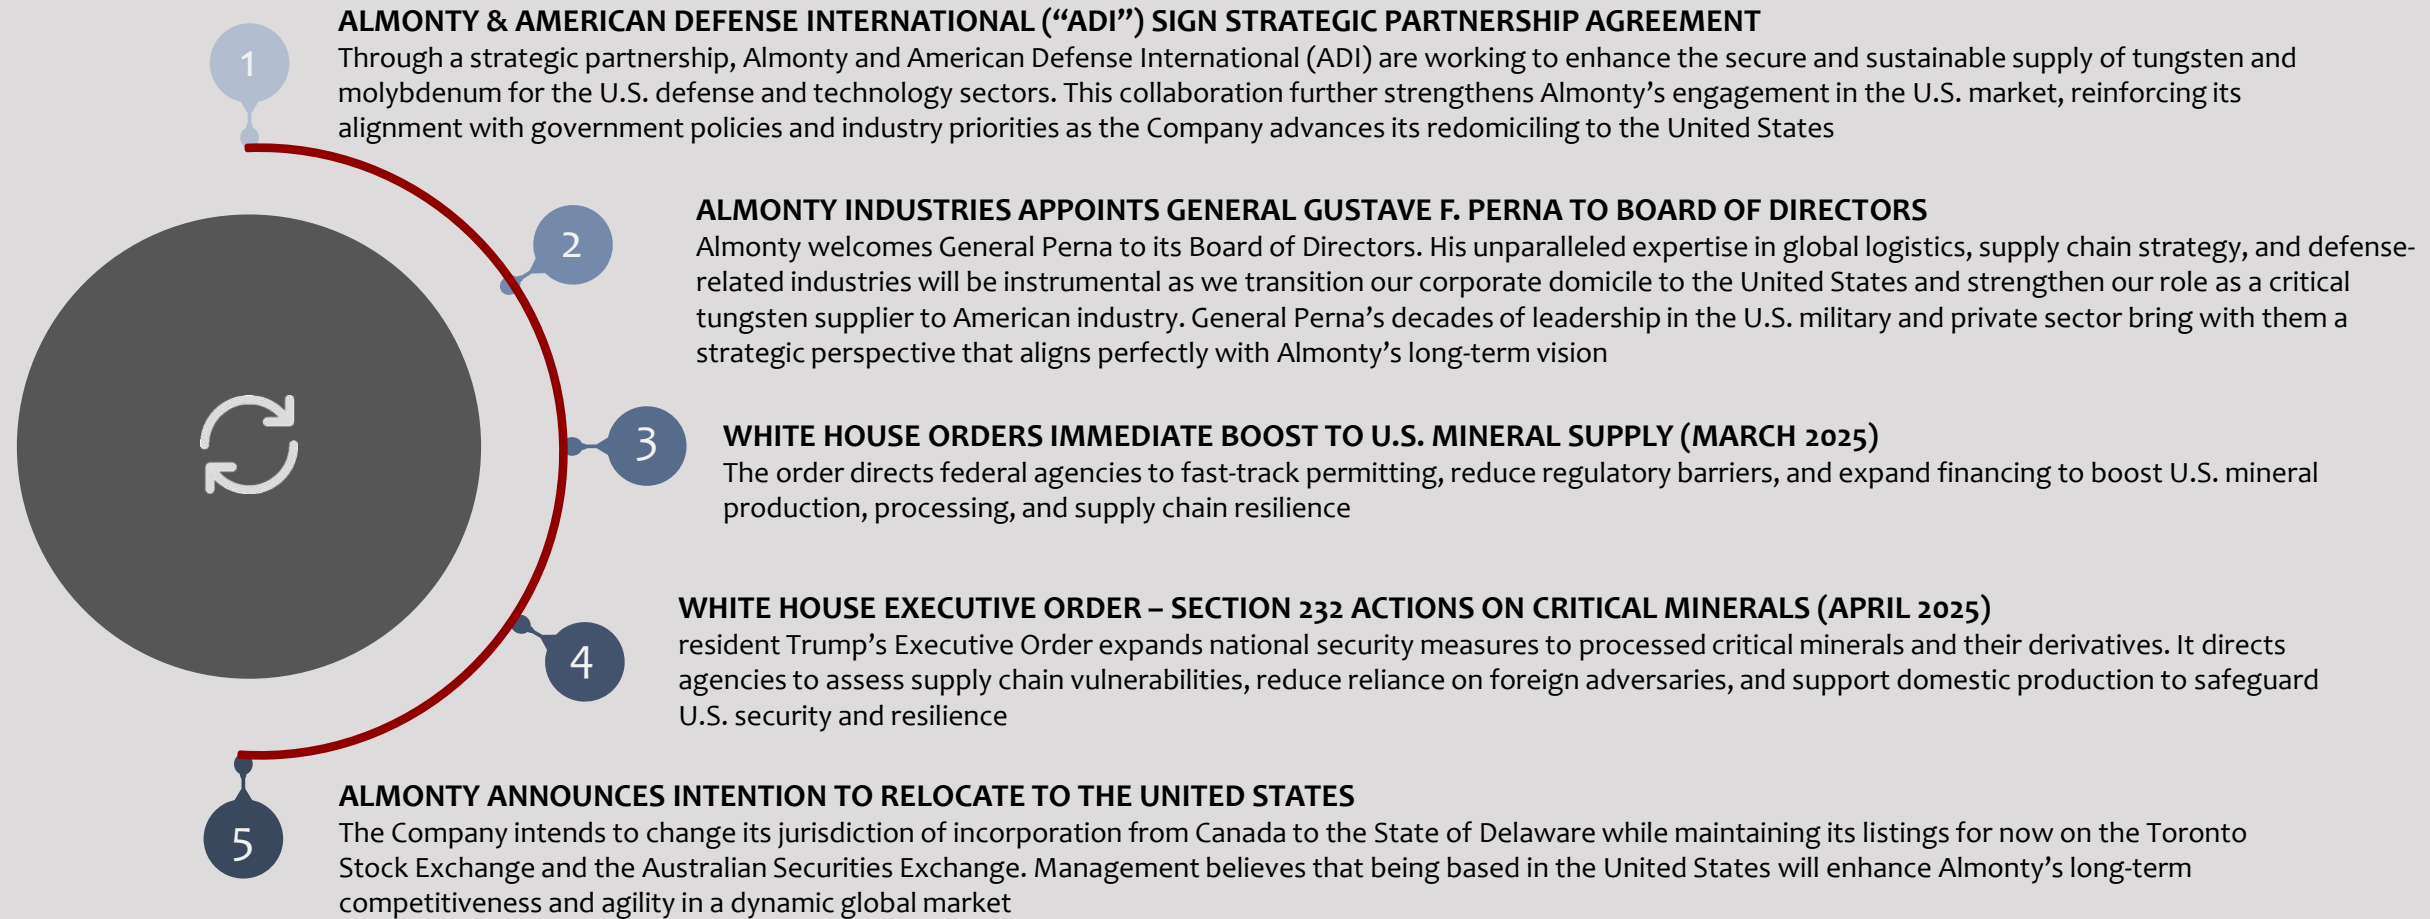 1
ALMONTY & AMERICAN DEFENSE INTERNATIONAL (“ADI”) SIGN STRATEGIC PARTNERSHIP AGREEMENT
Through a strategic partnership, Almonty and American Defense International (ADI) are working to enhance the secure and sustainable supply of tungsten and
molybdenum for the U.S. defense and technology sectors. This collaboration further strengthens Almonty’s engagement in the U.S. market, reinforcing its
alignment with government policies and industry priorities as the Company advances its redomiciling to the United States
2
ALMONTY INDUSTRIES APPOINTS GENERAL GUSTAVE F. PERNA TO BOARD OF DIRECTORS
Almonty welcomes General Perna to its Board of Directors. His unparalleled expertise in global logistics, supply chain strategy, and defense-
related industries will be instrumental as we transition our corporate domicile to the United States and strengthen our role as a critical
tungsten supplier to American industry. General Perna’s decades of leadership in the U.S. military and private sector bring with them a
strategic perspective that aligns perfectly with Almonty’s long-term vision
3
WHITE HOUSE ORDERS IMMEDIATE BOOST TO U.S. MINERAL SUPPLY (MARCH 2025)
The order directs federal agencies to fast-track permitting, reduce regulatory barriers, and expand financing to boost U.S. mineral
production, processing, and supply chain resilience
4
WHITE HOUSE EXECUTIVE ORDER – SECTION 232 ACTIONS ON CRITICAL MINERALS (APRIL 2025)
resident Trump’s Executive Order expands national security measures to processed critical minerals and their derivatives. It directs
agencies to assess supply chain vulnerabilities, reduce reliance on foreign adversaries, and support domestic production to safeguard
U.S. security and resilience
5
ALMONTY ANNOUNCES INTENTION TO RELOCATE TO THE UNITED STATES
The Company intends to change its jurisdiction of incorporation from Canada to the State of Delaware while maintaining its listings for now on the Toronto
Stock Exchange and the Australian Securities Exchange. Management believes that being based in the United States will enhance Almonty’s long-term
competitiveness and agility in a dynamic global market